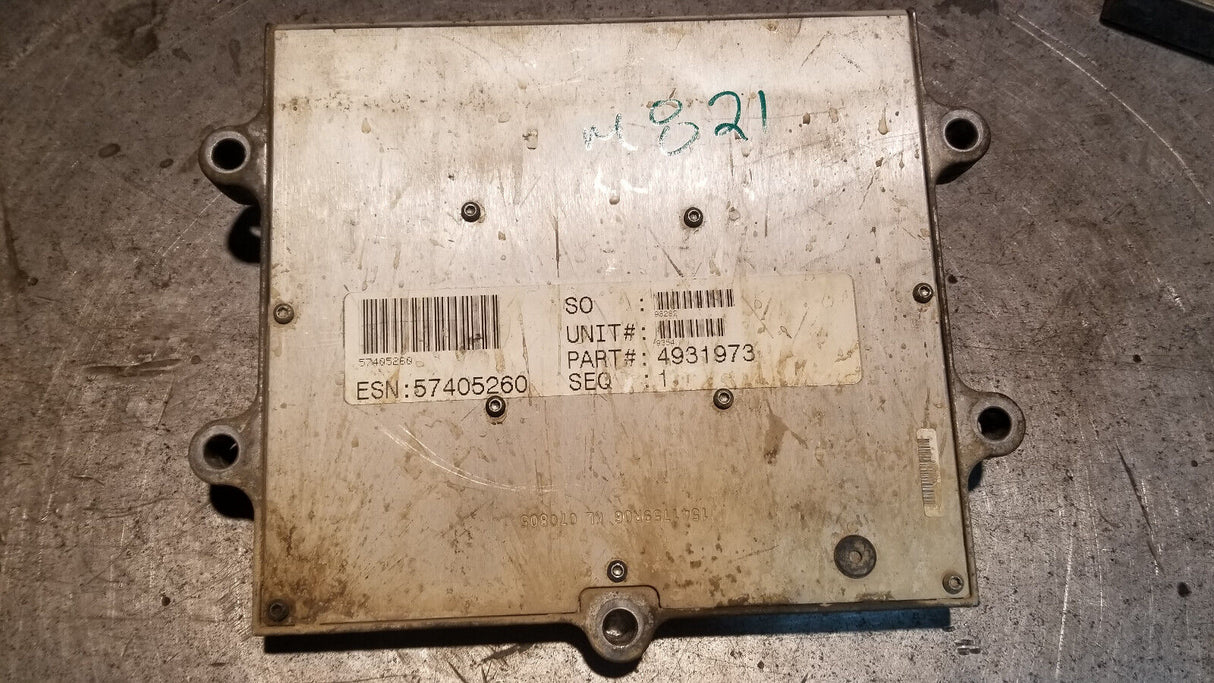 M821
57405260
ESN:57405260
SO :
UNIT#:
PART#: 4931973
SEQ : 1